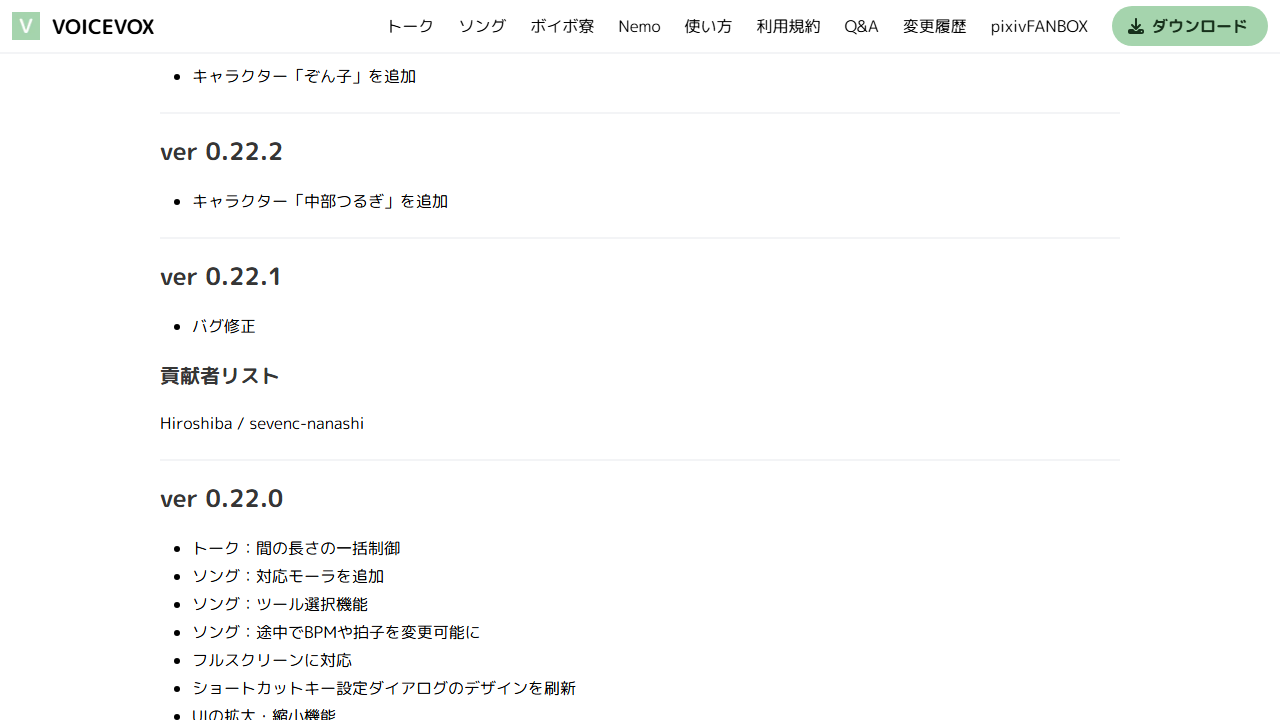 V VOICEVOX トーク ソング ボイボ寮 Nemo 使い方 利用規約 Q&A 変更履歴 pixivFANBOX ダウンロード
キャラクター「ぞん子」を追加
ver 0.22.2
キャラクター「中部つるぎ」を追加
ver 0.22.1
バグ修正
貢献者リスト
Hiroshiba / sevenc-nanashi
ver 0.22.0
トーク：間の長さの一括制御
ソング：対応モーラを追加
ソング：ツール選択機能
ソング：途中でBPMや拍子を変更可能に
フルスクリーンに対応
ショートカットキー設定ダイアログのデザインを刷新
UIの拡大・縮小機能